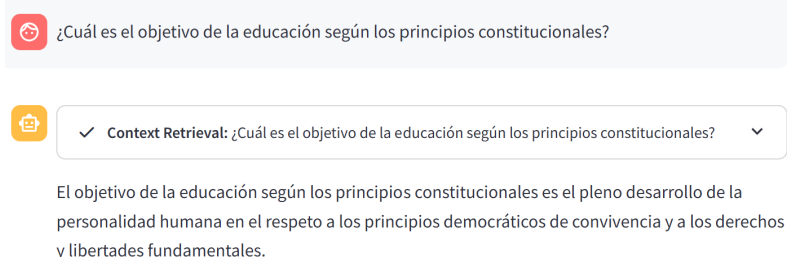 ¿Cuál es el objetivo de la educación según los principios constitucionales?
Context Retrieval: ¿Cuál es el objetivo de la educación según los principios constitucionales?
El objetivo de la educación según los principios constitucionales es el pleno desarrollo de la
personalidad humana en el respeto a los principios democráticos de convivencia y a los derechos
y libertades fundamentales.